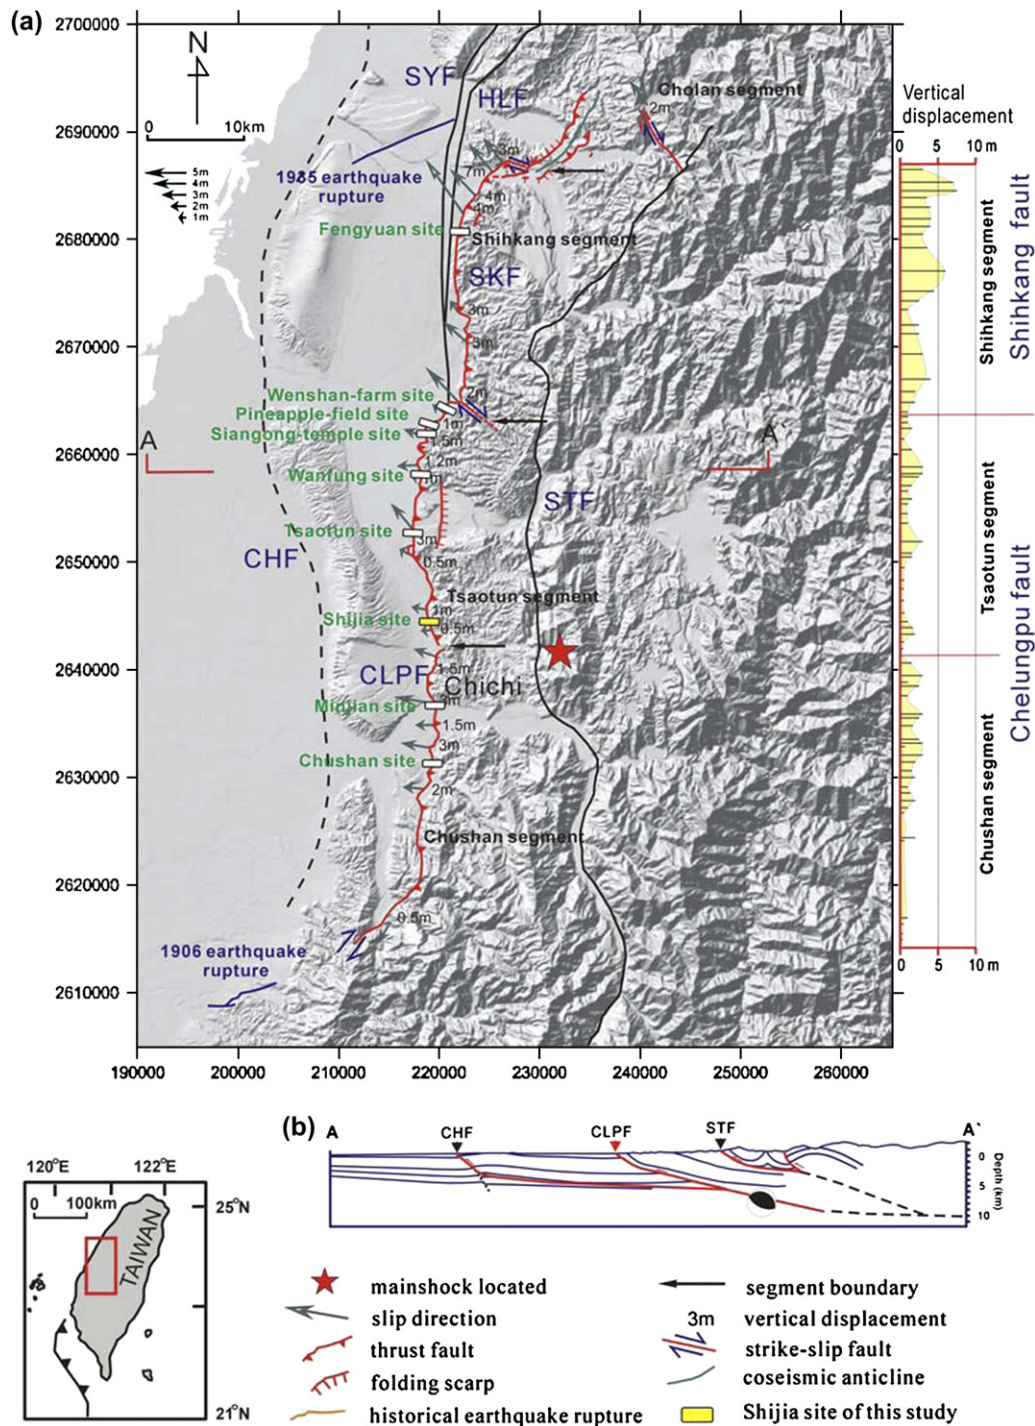 (a)
2700000
2690000
2680000
2670000
2660000
2650000
2640000
2630000
2620000
2610000
190000
200000
210000
220000
230000
240000
250000
260000
N
0 10km
5m
4m
3m
2m
1m
SYF
HLF
Cholan segment
2m
1935 earthquake
rupture
3m
7m
4m
4m
Fengyuan site
Shihkang segment
SKF
3m
3m
Wenshan-farm site
2m
Pineapple-field site
1m
Siangong-temple site
1.5m
A
A`
1.2m
Wanfung site
STF
Tsaotun site
3m
CHF
0.5m
Tsaotun segment
1m
Shijia site
0.5m
1.5m
CLPF
Chichi
Minjian site
3m
1.5m
3m
Chushan site
2m
Chushan segment
0.5m
1906 earthquake
rupture
Vertical
displacement
0 5 10 m
Shihkang segment
Shihkang fault
Tsaotun segment
Chelungpu fault
Chushan segment
0 5 10 m
120°E 122°E
0 100km
25°N
TAIWAN
21°N
(b)
A CHF CLPF STF A`
0
5
10
Depth (km)
mainshock located
slip direction
thrust fault
folding scarp
historical earthquake rupture
segment boundary
3m vertical displacement
strike-slip fault
coseismic anticline
Shijia site of this study